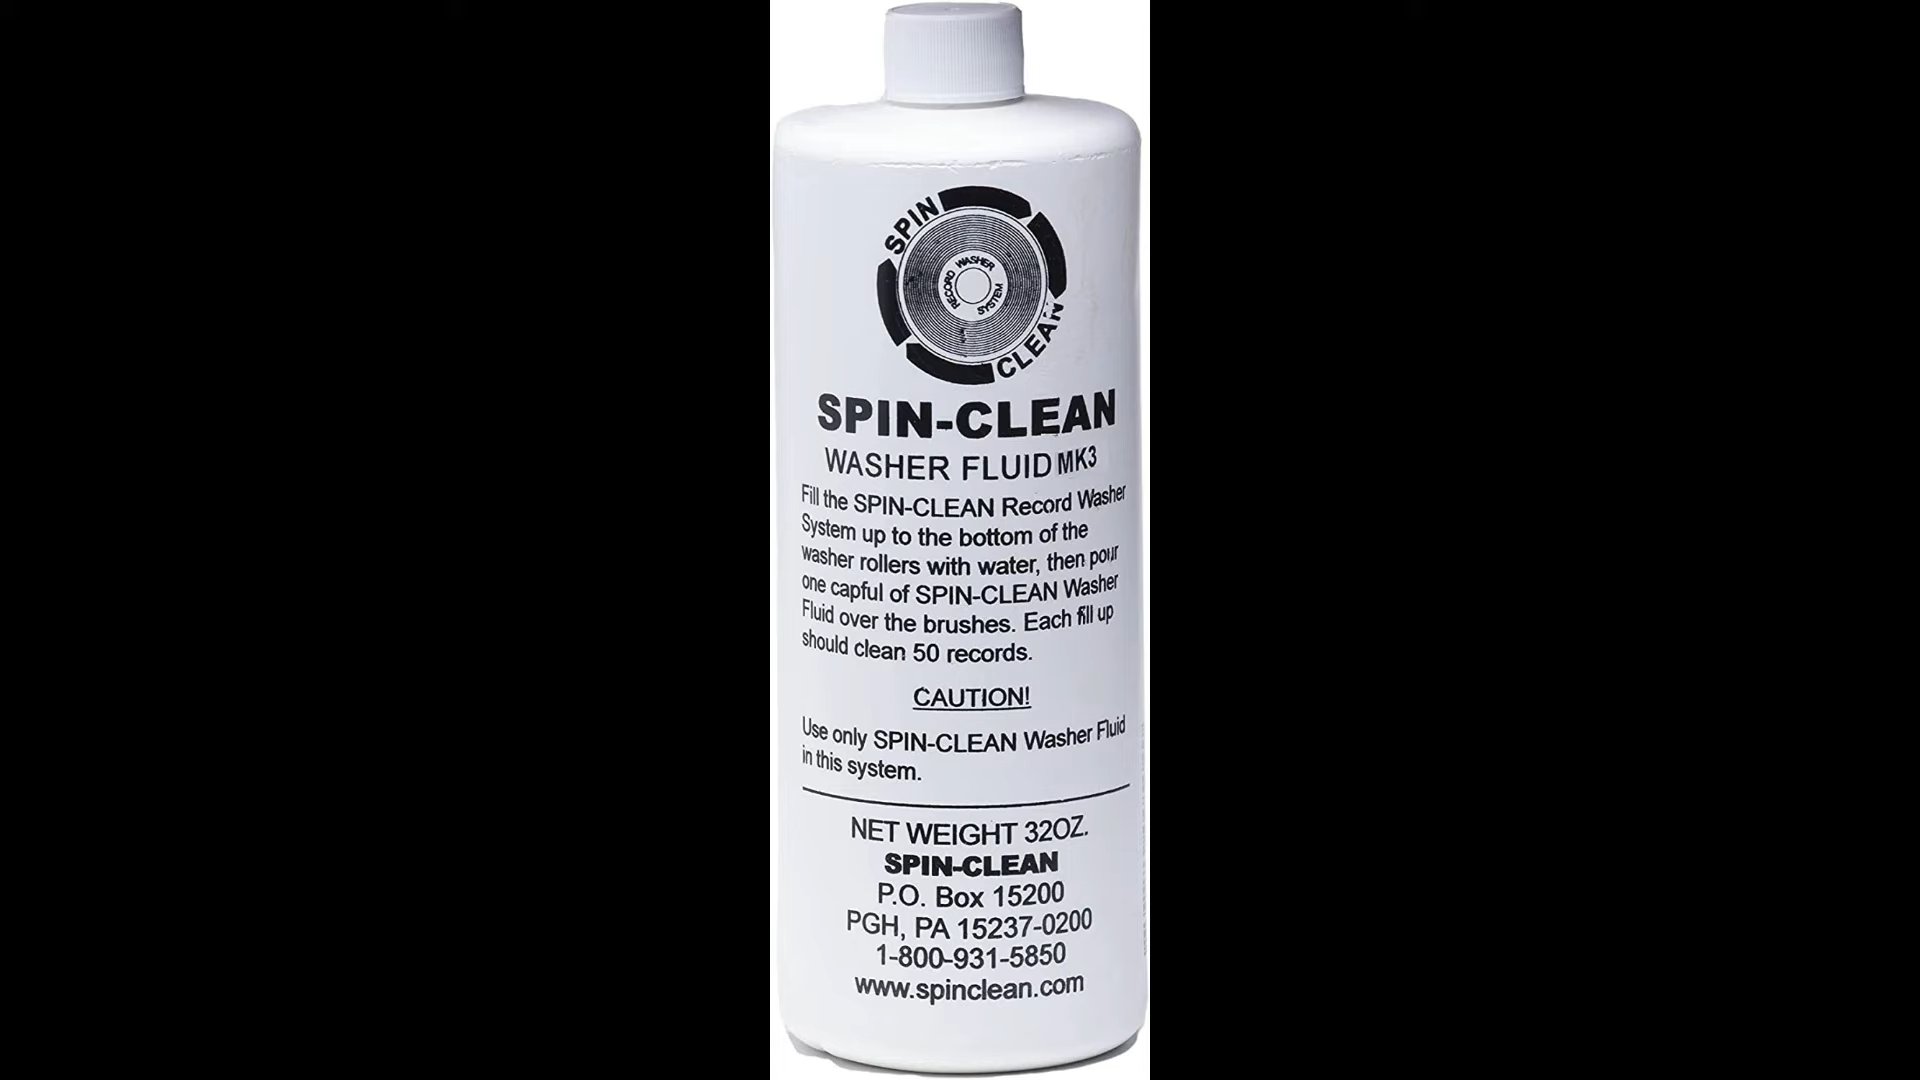 SPIN
RECORD WASHER SYSTEM
CLEAN
SPIN-CLEAN
WASHER FLUID MK3
Fill the SPIN-CLEAN Record Washer
System up to the bottom of the
washer rollers with water, then pour
one capful of SPIN-CLEAN Washer
Fluid over the brushes. Each fill up
should clean 50 records.
CAUTION!
Use only SPIN-CLEAN Washer Fluid
in this system.
NET WEIGHT 32OZ.
SPIN-CLEAN
P.O. Box 15200
PGH, PA 15237-0200
1-800-931-5850
www.spinclean.com